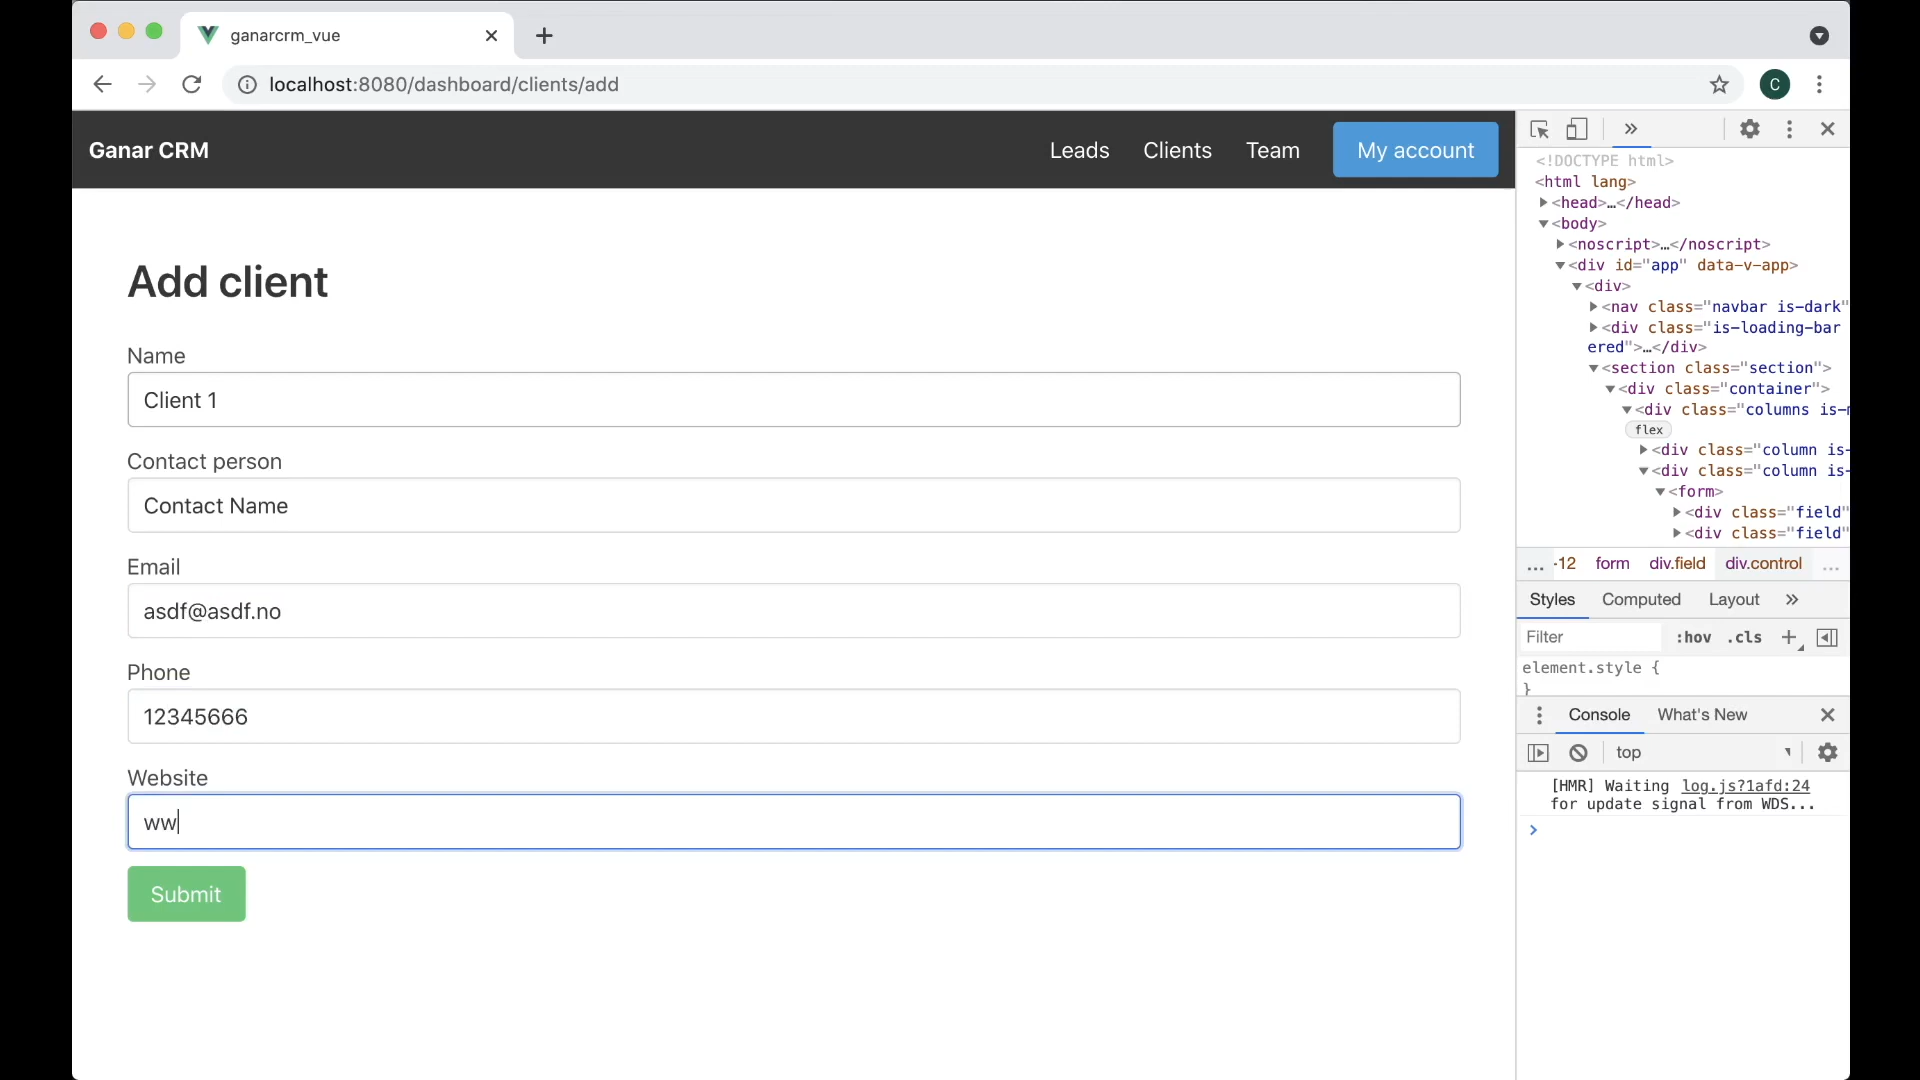 ganarcrm_vue
localhost:8080/dashboard/clients/add
C
Ganar CRM
Leads
Clients
Team
My account
Add client
Name
Client 1
Contact person
Contact Name
Email
asdf@asdf.no
Phone
12345666
Website
ww
Submit
<!DOCTYPE html>
<html lang>
<head>…</head>
<body>
<noscript>…</noscript>
<div id="app" data-v-app>
<div>
<nav class="navbar is-dark"
<div class="is-loading-bar
ered">…</div>
<section class="section">
<div class="container">
<div class="columns is-
flex
<div class="column is-
<div class="column is-
<form>
<div class="field"
<div class="field"
... -12 form div.field div.control ...
Styles Computed Layout
Filter :hov .cls
element.style {
}
Console What's New
top
[HMR] Waiting log.js?1afd:24
for update signal from WDS...